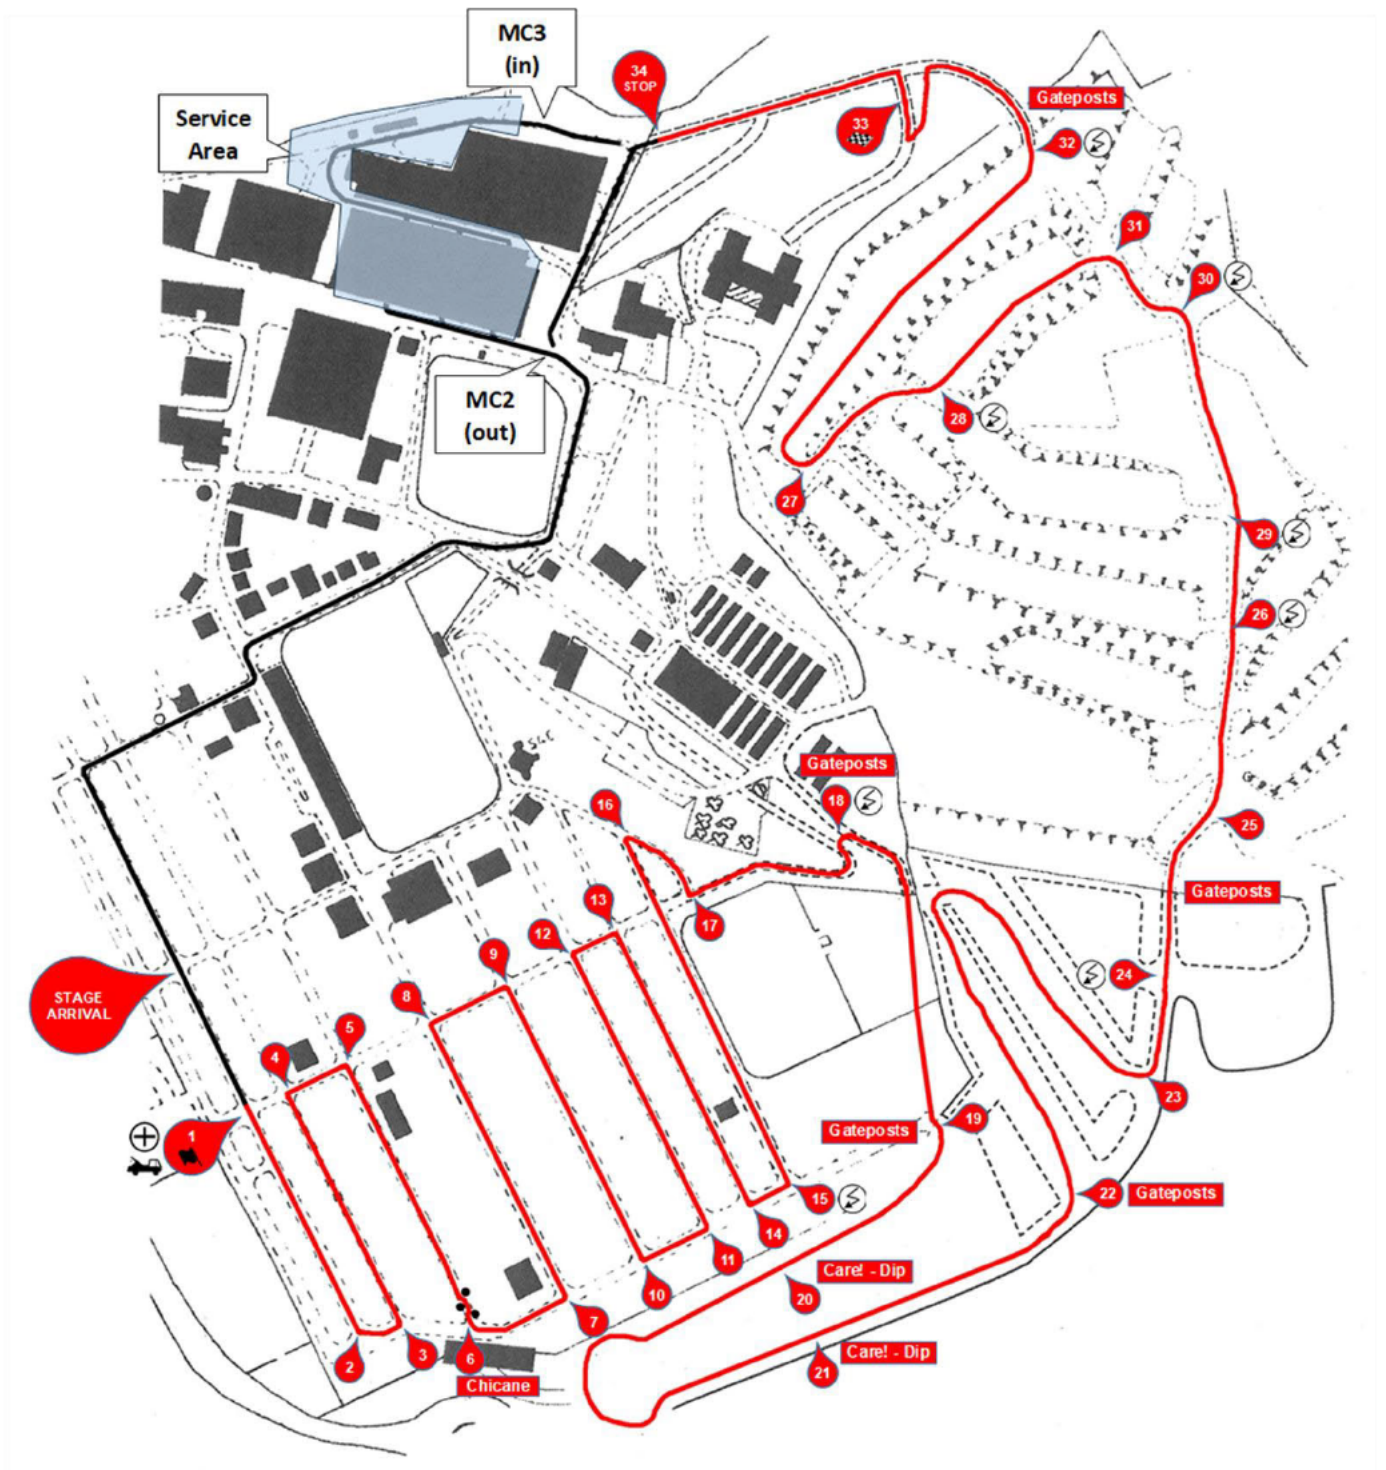 MC3
(in)
34
STOP
Service
Area
Gateposts
33
32
31
30
MC2
(out)
28
27
29
26
Gateposts
18
16
25
Gateposts
13
17
12
9
24
8
STAGE
ARRIVAL
5
4
23
19
Gateposts
1
22
Gateposts
15
14
11
Care! - Dip
20
10
7
Care! - Dip
21
3
2
6
Chicane